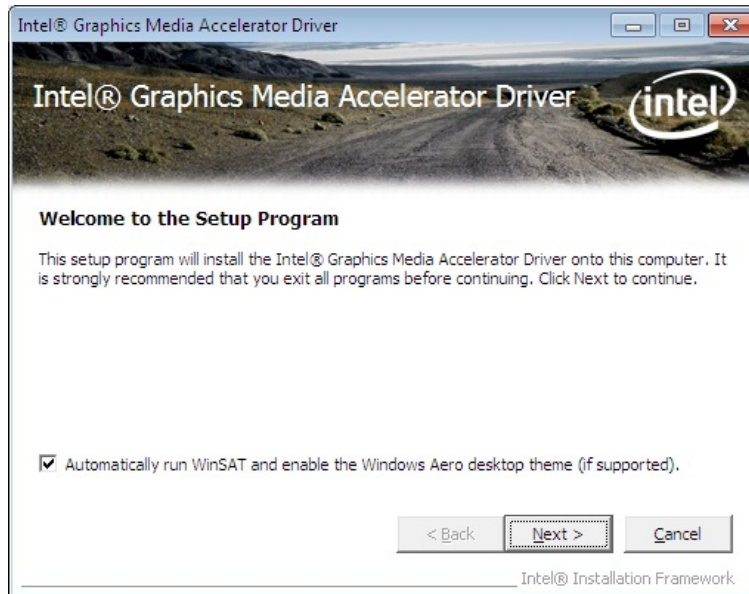 Intel® Graphics Media Accelerator Driver
Intel® Graphics Media Accelerator Driver
intel
Welcome to the Setup Program
This setup program will install the Intel® Graphics Media Accelerator Driver onto this computer. It
is strongly recommended that you exit all programs before continuing. Click Next to continue.
Automatically run WinSAT and enable the Windows Aero desktop theme (if supported).
< Back
Next >
Cancel
Intel® Installation Framework